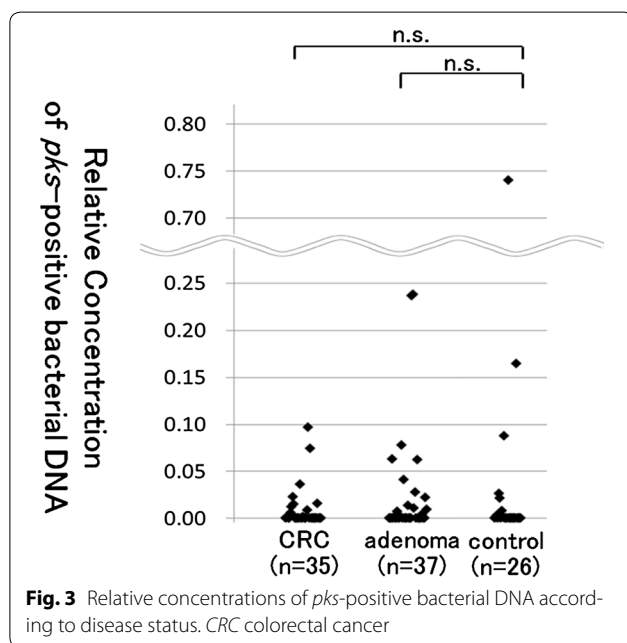 n.s.
n.s.
Relative Concentration
of pks-positive bacterial DNA
0.80
0.75
0.70
0.25
0.20
0.15
0.10
0.05
0.00
CRC adenoma control
(n=35) (n=37) (n=26)
Fig. 3 Relative concentrations of pks-positive bacterial DNA accord-
ing to disease status. CRC colorectal cancer